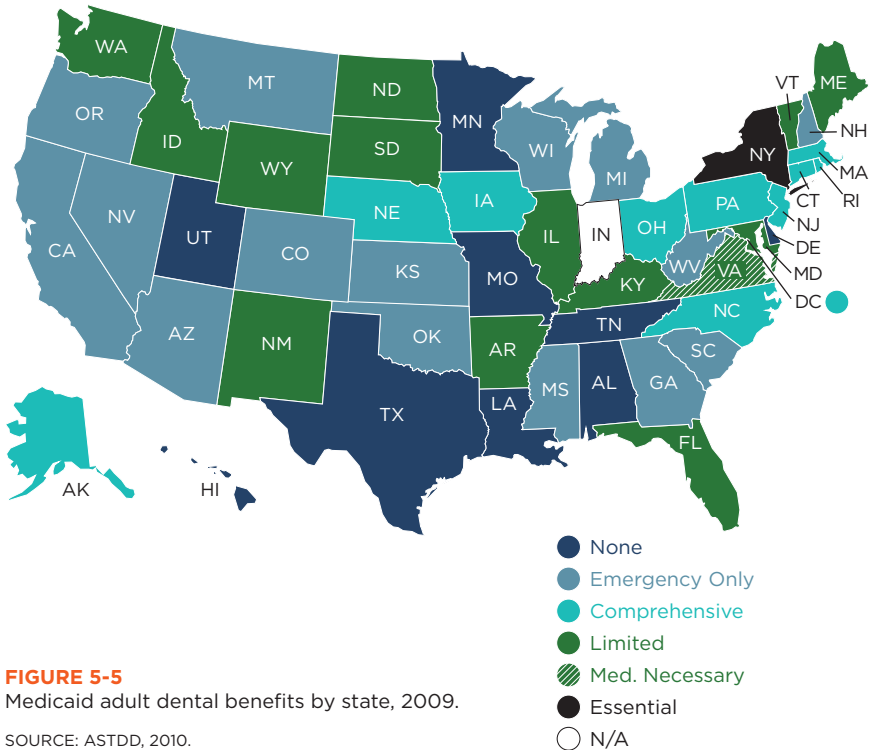 WA
MT
ND
MN
VT
ME
OR
ID
SD
WI
NY
NH
WY
MI
MA
NE
IA
PA
CT
RI
NV
UT
IL
IN
OH
NJ
CA
CO
DE
KS
MO
WV
VA
MD
KY
DC
AZ
NM
OK
TN
NC
AR
SC
TX
LA
MS
AL
GA
FL
AK
HI
None
Emergency Only
Comprehensive
Limited
Med. Necessary
Essential
N/A
FIGURE 5-5
Medicaid adult dental benefits by state, 2009.
SOURCE: ASTDD, 2010.